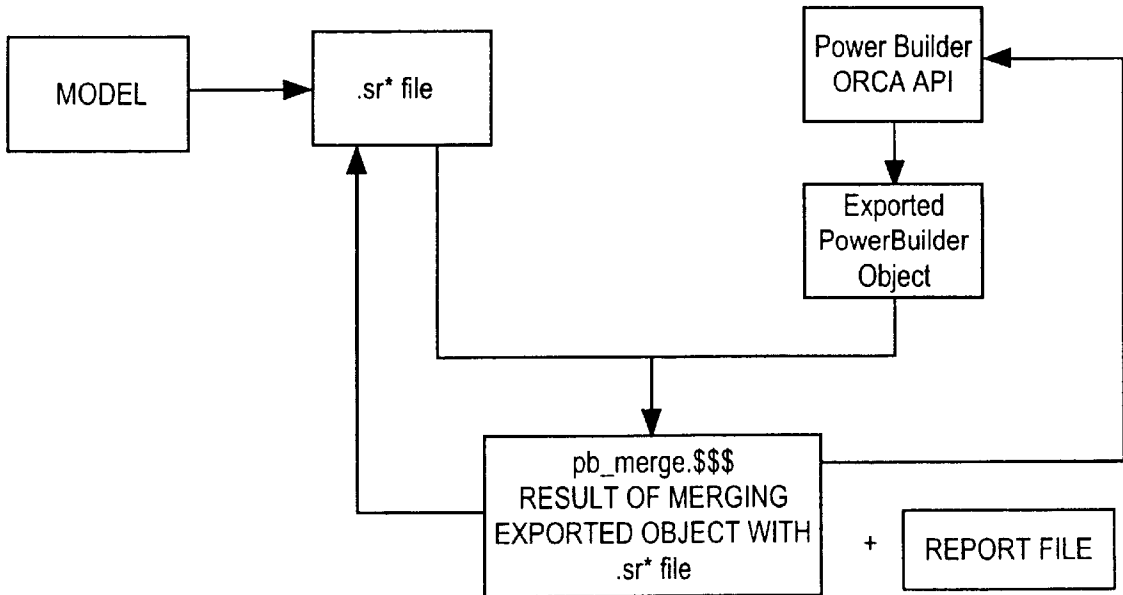 MODEL
.sr* file
Power Builder
ORCA API
Exported
PowerBuilder
Object
pb_merge.$$$
RESULT OF MERGING
EXPORTED OBJECT WITH
.sr* file
+
REPORT FILE